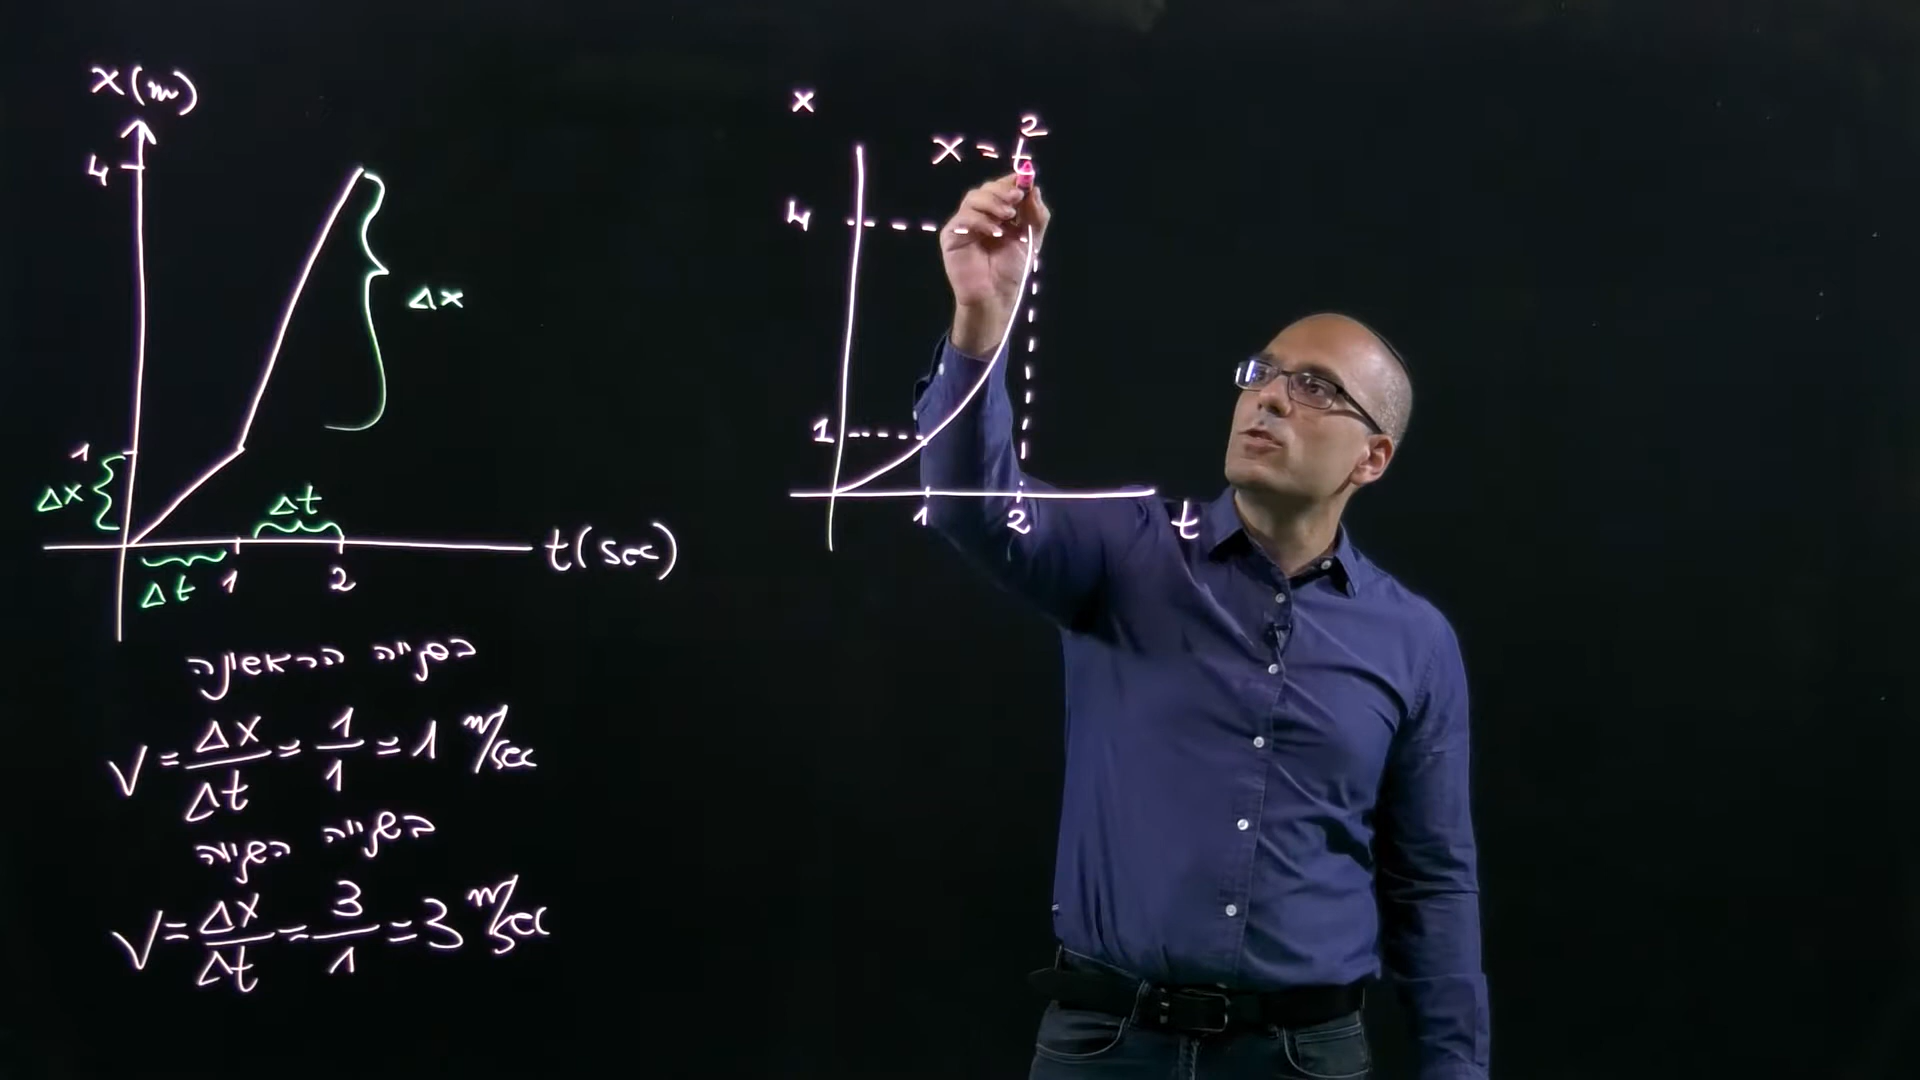 x(m)
4
Δx
1
Δx
Δt
t(sec)
Δt
1
2
בשנייה הראשונה
V=Δx/Δt=1/1=1 m/sec
בשנייה השנייה
V=Δx/Δt=3/1=3 m/sec
x
x=t²
4
1
1
2
t